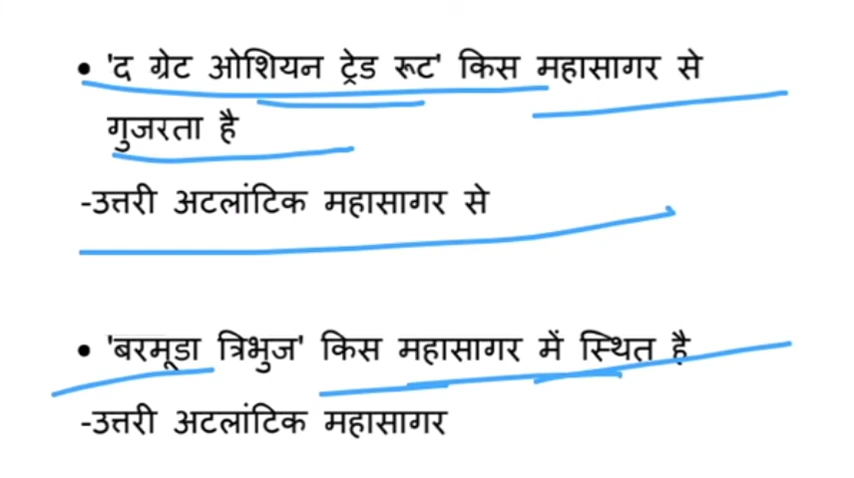 • 'द ग्रेट ओशियन ट्रेड रूट' किस महासागर से
गुजरता है
-उत्तरी अटलांटिक महासागर से
• 'बरमूडा त्रिभुज' किस महासागर में स्थित है
-उत्तरी अटलांटिक महासागर